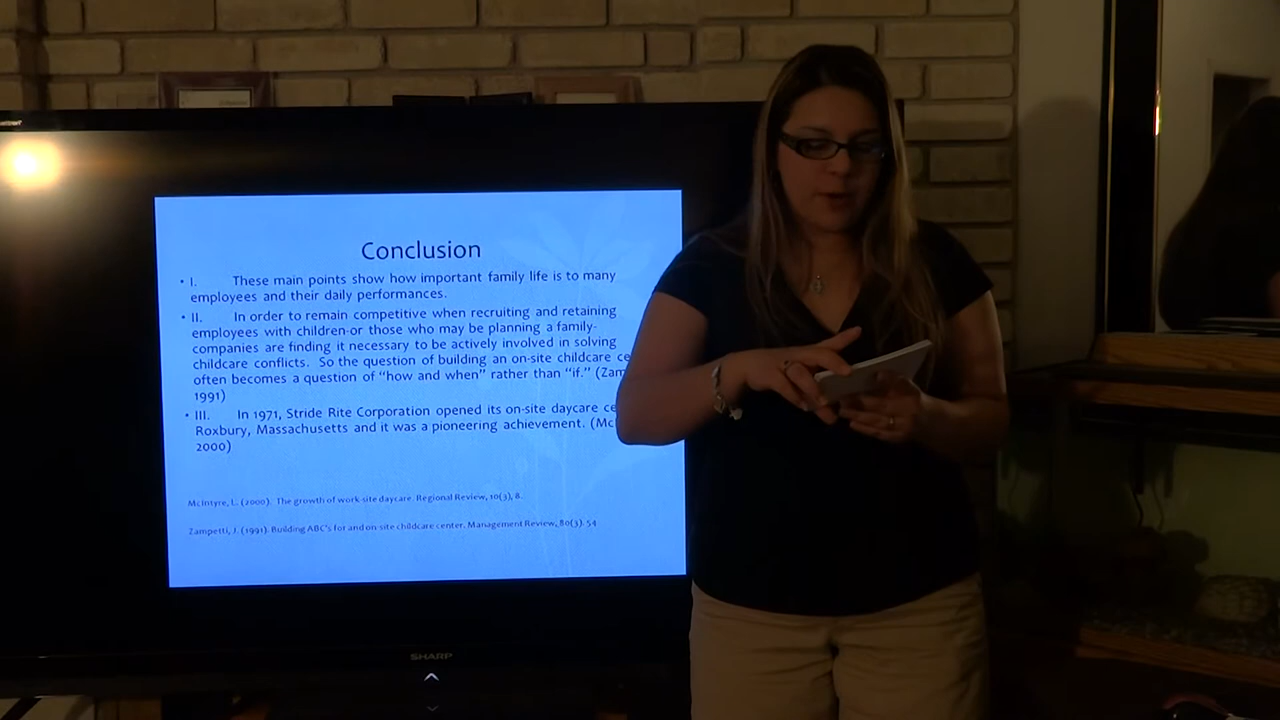 Conclusion
• I. These main points show how important family life is to many
employees and their daily performances.
• II. In order to remain competitive when recruiting and retaining
employees with children-or those who may be planning a family-
companies are finding it necessary to be actively involved in solving
childcare conflicts. So the question of building an on-site childcare ce
often becomes a question of "how and when" rather than "if." (Zam
1991)
• III. In 1971, Stride Rite Corporation opened its on-site daycare ce
Roxbury, Massachusetts and it was a pioneering achievement. (Mc
2000)
McIntyre, L. (2000). The growth of work-site daycare. Regional Review, 10(3), 8.
Zampetti, J. (1991). Building ABC's for and on-site childcare center. Management Review, 80(3). 54
SHARP